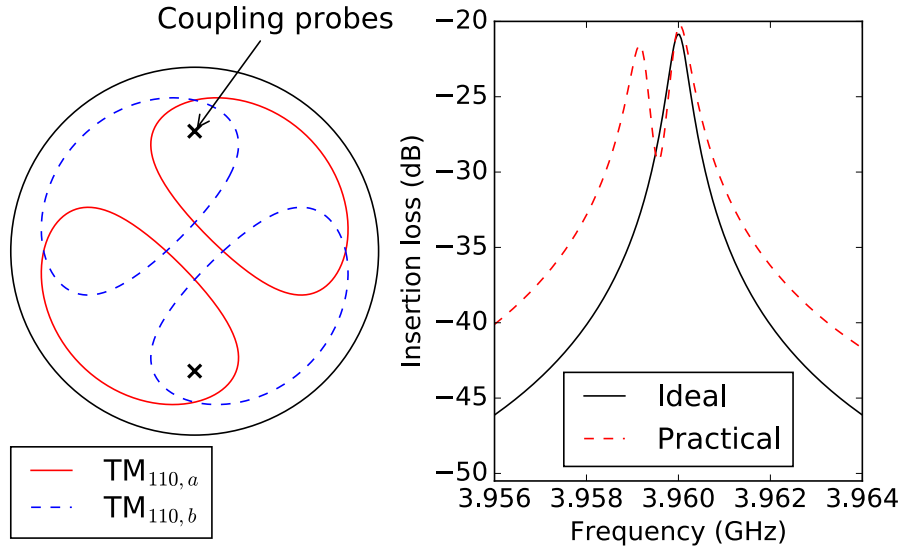 Coupling probes
TM110, a
TM110, b
Insertion loss (dB)
−20
−25
−30
−35
−40
−45
−50
Ideal
Practical
3.956 3.958 3.960 3.962 3.964
Frequency (GHz)